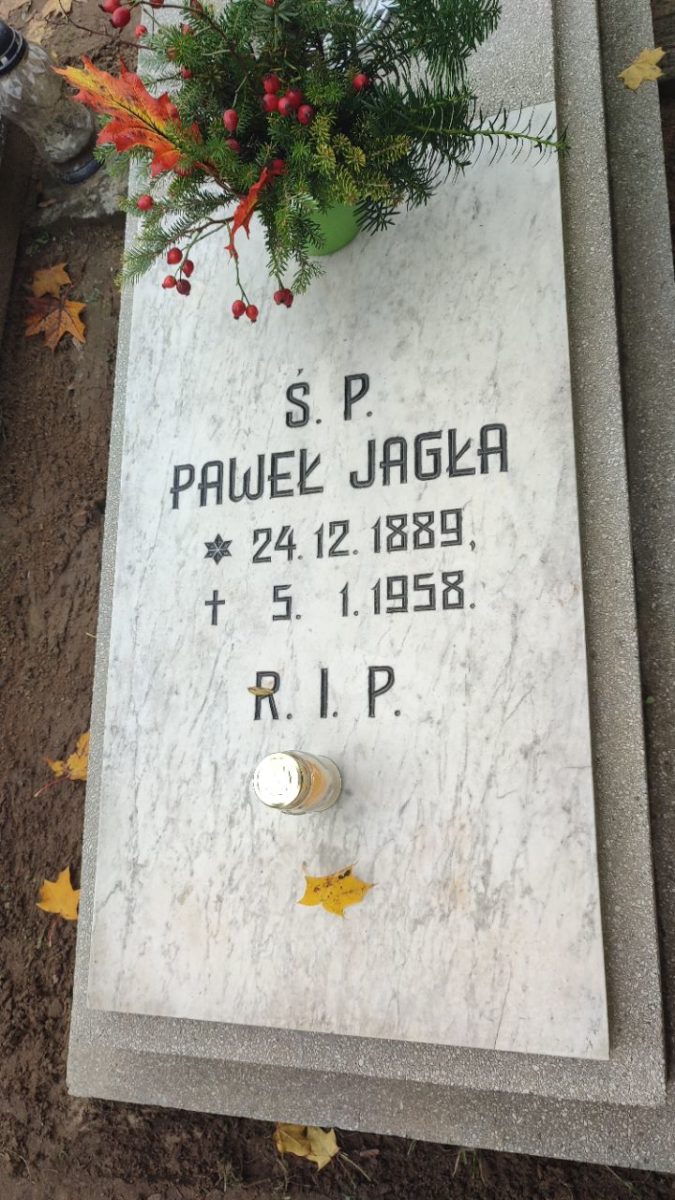 Ś. P.
PAWEŁ JAGŁA
* 24. 12. 1889,
† 5. 1. 1958.
R. I. P.